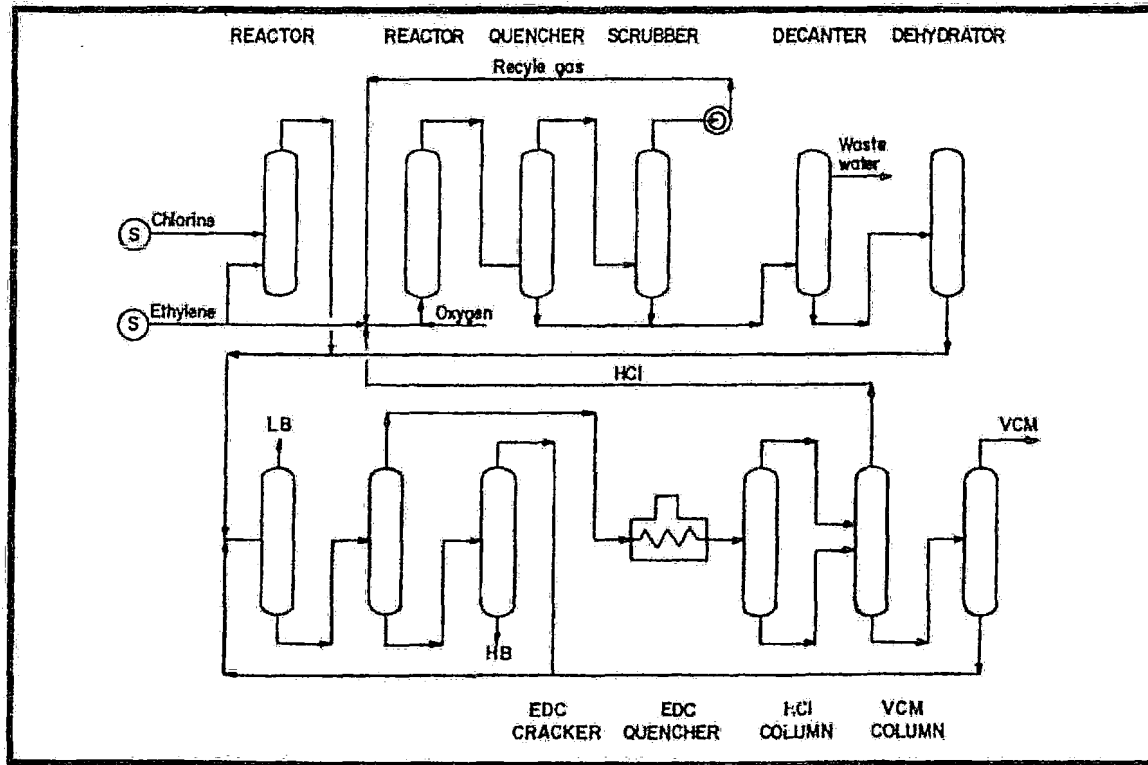 REACTOR REACTOR QUENCHER SCRUBBER DECANTER DEHYDRATOR
Recyle gas
Waste
water
S Chlorine
S Ethylene
Oxygen
HCl
LB
VCM
HB
EDC EDC HCl VCM
CRACKER QUENCHER COLUMN COLUMN